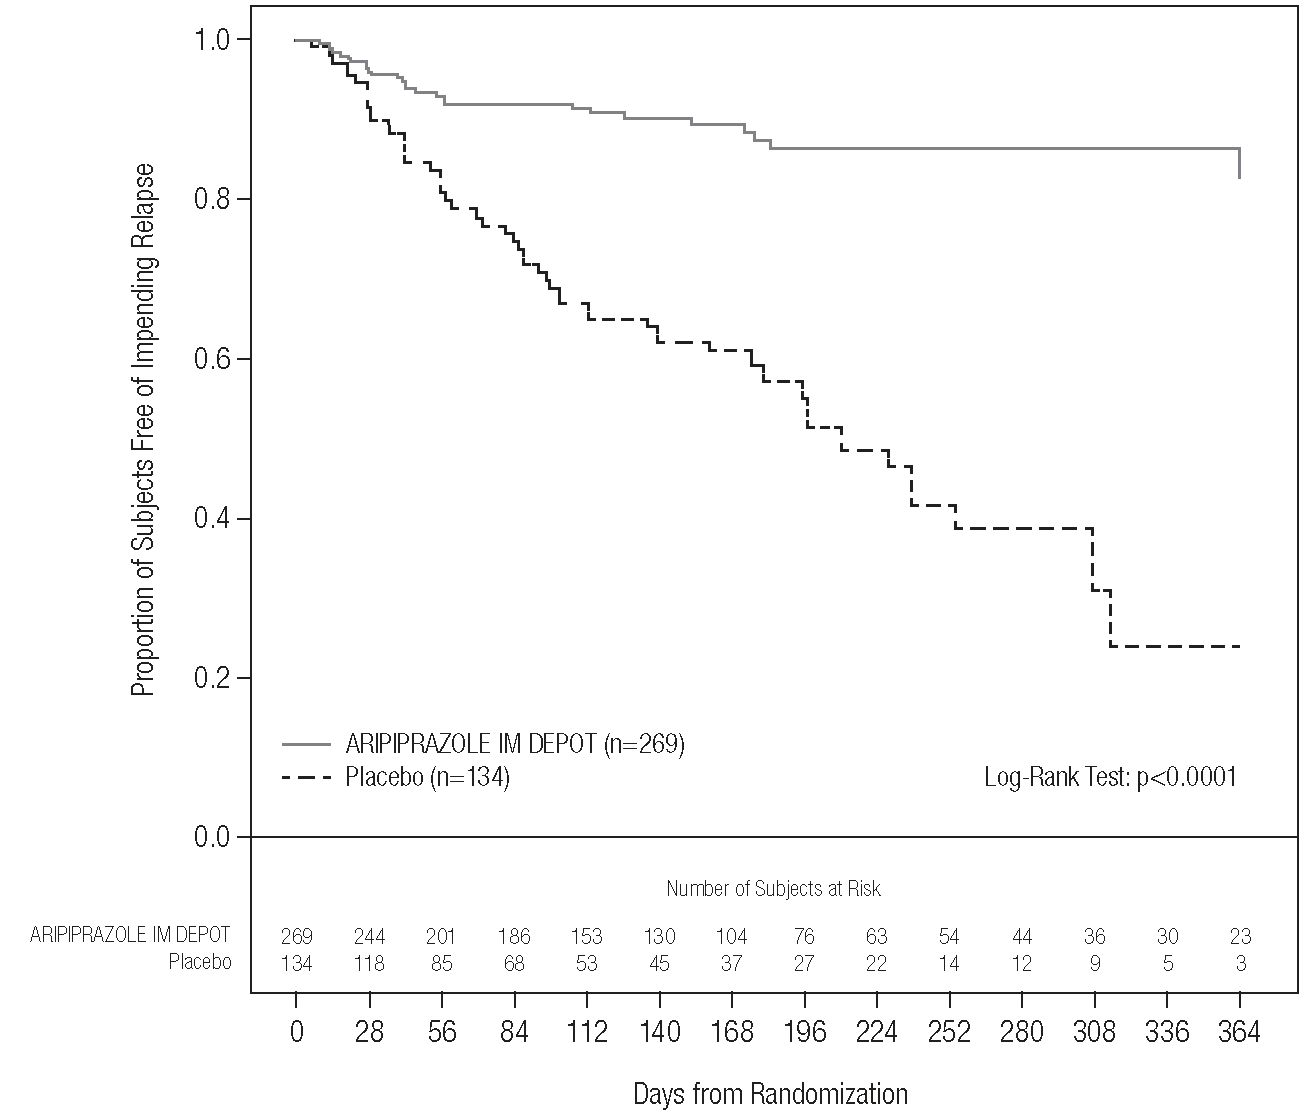 1.0
0.8
0.6
0.4
0.2
0.0
Proportion of Subjects Free of Impending Relapse
ARIPIPRAZOLE IM DEPOT (n=269)
Placebo (n=134)
Log-Rank Test: p<0.0001
Number of Subjects at Risk
ARIPIPRAZOLE IM DEPOT 269 244 201 186 153 130 104 76 63 54 44 36 30 23
Placebo 134 118 85 68 53 45 37 27 22 14 12 9 5 3
0 28 56 84 112 140 168 196 224 252 280 308 336 364
Days from Randomization